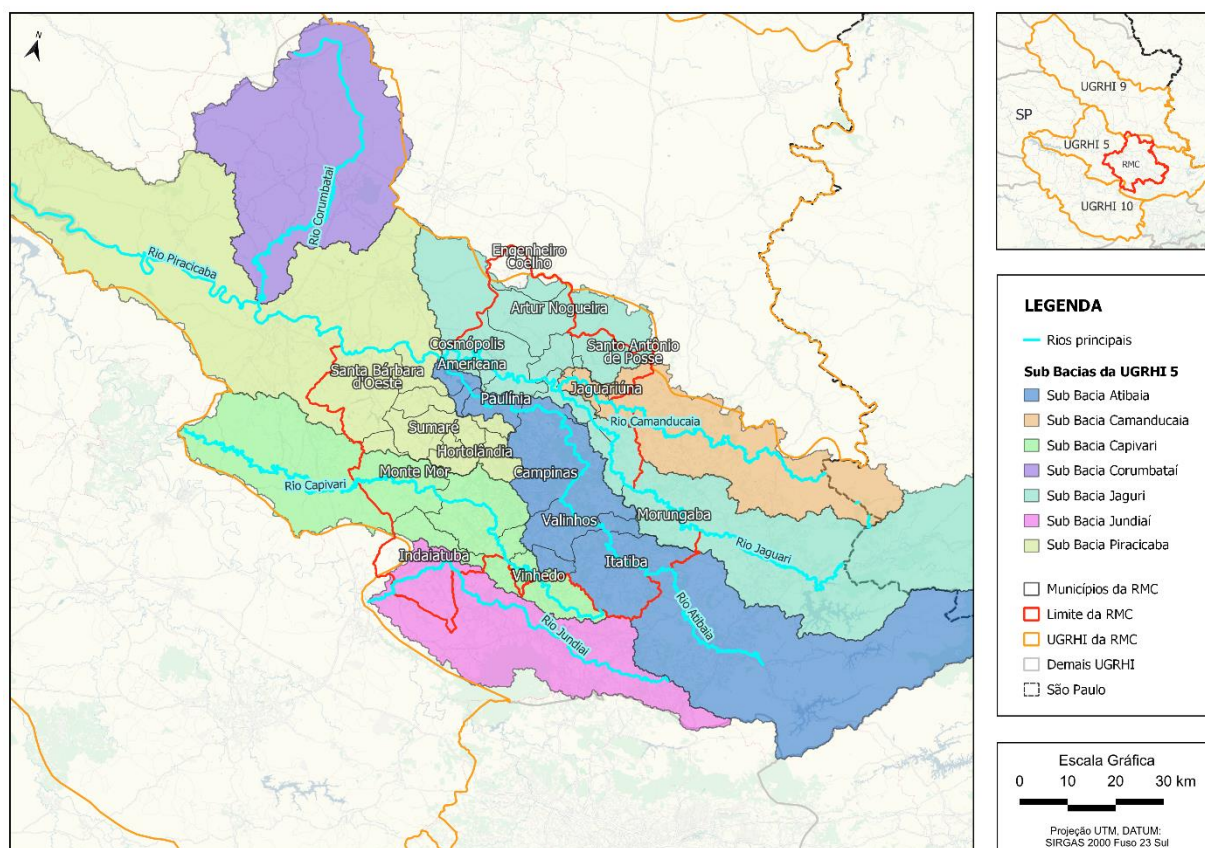 N
Rio Corumbataí
Rio Piracicaba
Engenheiro
Coelho
Artur Nogueira
Cosmópolis
Santo Antônio
de Posse
Americana
Santa Bárbara
d'Oeste
Jaguariúna
Paulínia
Rio Camanducaia
Sumaré
Hortolândia
Monte Mor
Campinas
Rio Capivari
Valinhos
Morungaba
Rio Jaguari
Indaiatuba
Itatiba
Vinhedo
Rio Atibaia
Rio Jundiaí
UGRHI 9
SP
UGRHI 5
RMC
UGRHI 10
LEGENDA
Rios principais
Sub Bacias da UGRHI 5
Sub Bacia Atibaia
Sub Bacia Camanducaia
Sub Bacia Capivari
Sub Bacia Corumbataí
Sub Bacia Jaguri
Sub Bacia Jundiaí
Sub Bacia Piracicaba
Municípios da RMC
Limite da RMC
UGRHI da RMC
Demais UGRHI
São Paulo
Escala Gráfica
0 10 20 30 km
Projeção UTM, DATUM:
SIRGAS 2000 Fuso 23 Sul